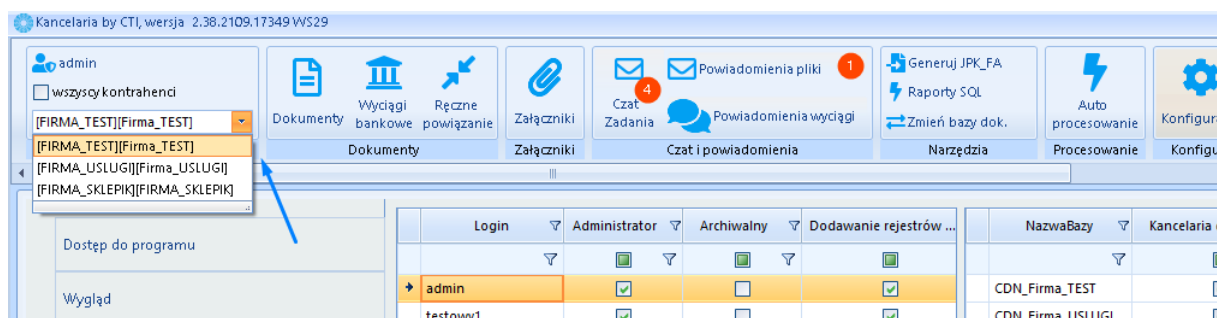 Kancelaria by CTI, wersja 2.38.2109.17349 WS29
admin
wszyscy kontrahenci
[FIRMA_TEST][Firma_TEST]
[FIRMA_TEST][Firma_TEST]
[FIRMA_USLUGI][Firma_USLUGI]
[FIRMA_SKLEPIK][FIRMA_SKLEPIK]
Dokumenty
Wyciągi bankowe
Ręczne powiązanie
Dokumenty
Załączniki
Załączniki
Czat Zadania
4
Powiadomienia pliki
1
Powiadomienia wyciągi
Czat i powiadomienia
Generuj JPK_FA
Raporty SQL
Zmień bazy dok.
Narzędzia
Auto procesowanie
Procesowanie
Konfigur
Konfigu
Dostęp do programu
Wygląd
Login Administrator Archiwalny Dodawanie rejestrów ... NazwaBazy Kancelaria
admin CDN_Firma_TEST
testowy1 CDN_Firma_USLUGI